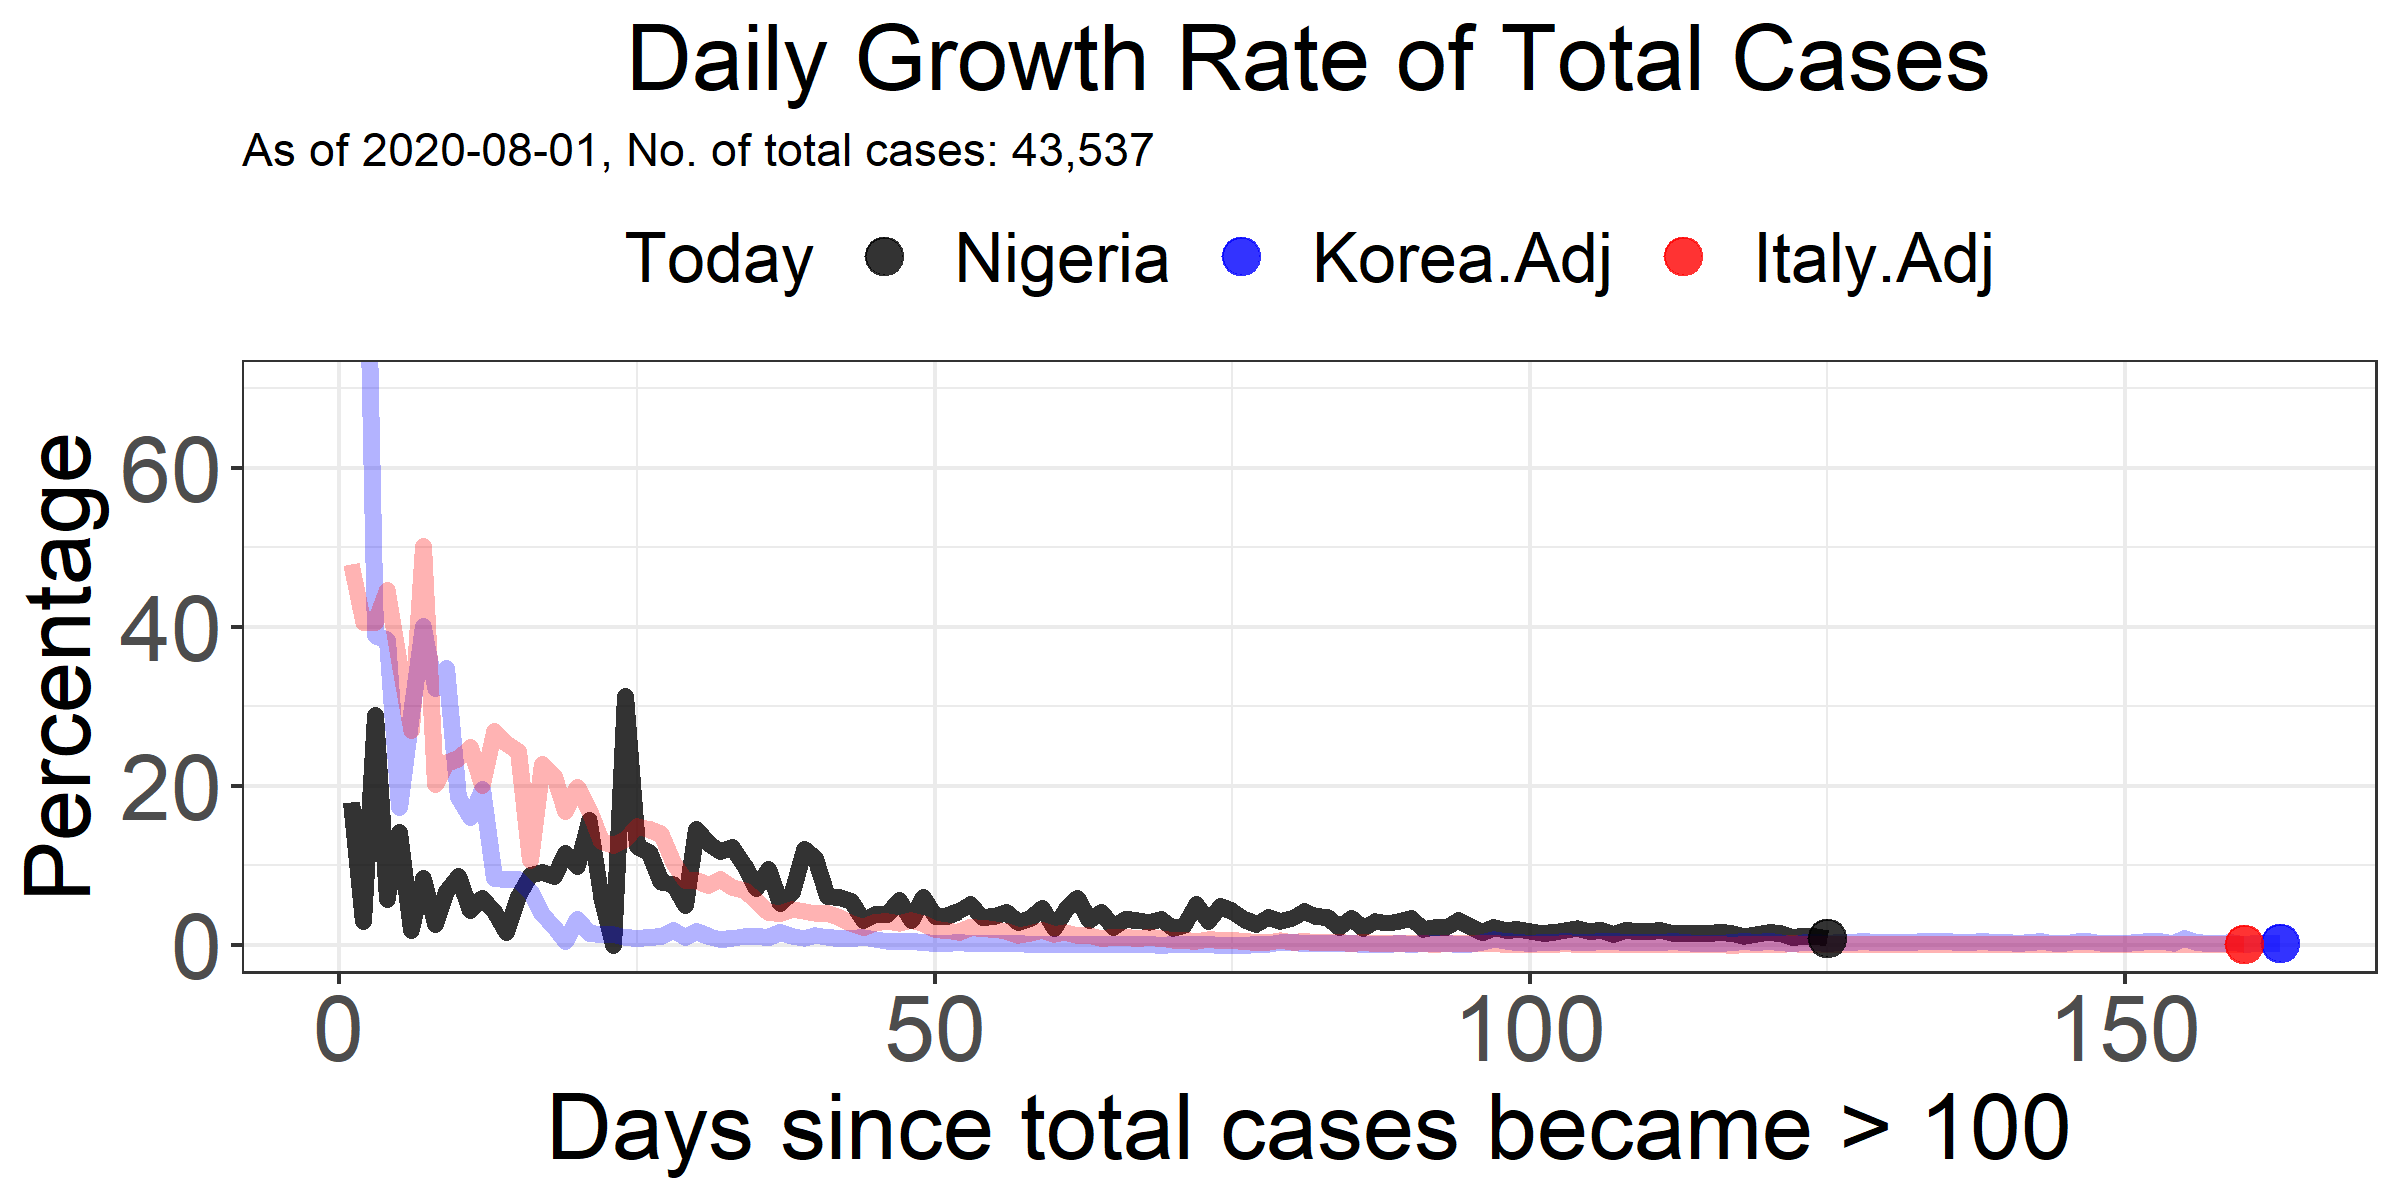 Daily Growth Rate of Total Cases
As of 2020-08-01, No. of total cases: 43,537
Today Nigeria Korea.Adj Italy.Adj
Percentage
60
40
20
0
0 50 100 150
Days since total cases became > 100